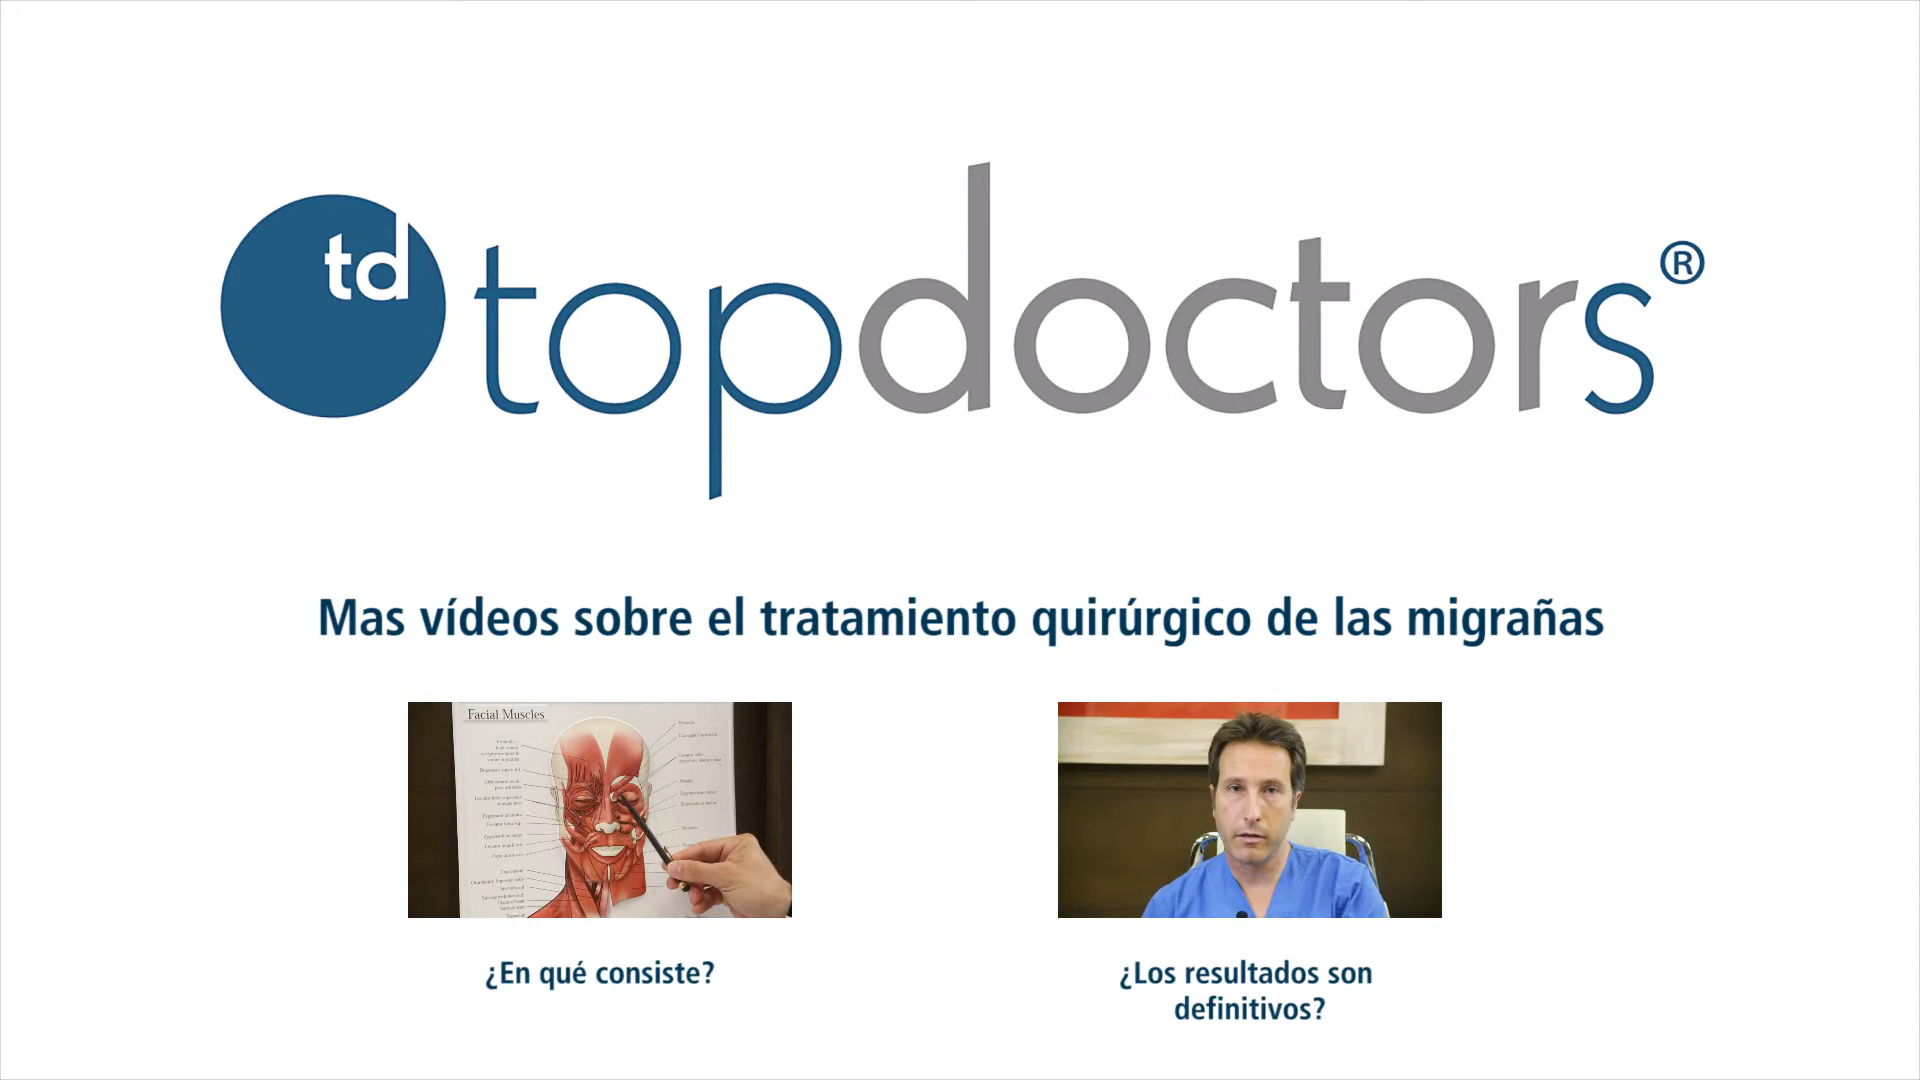 td
topdoctors®
Mas vídeos sobre el tratamiento quirúrgico de las migrañas
Facial Muscles
¿En qué consiste?
¿Los resultados son
definitivos?